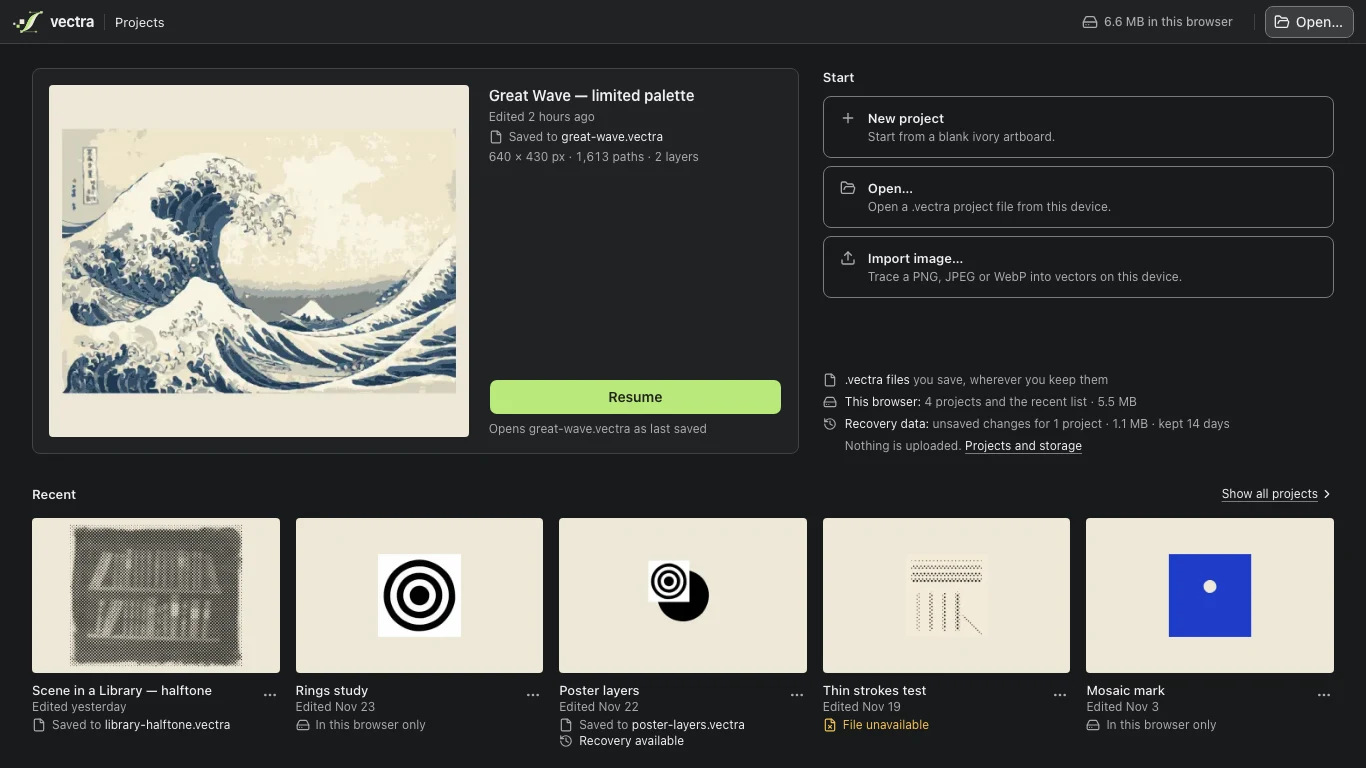 vectra
Projects
6.6 MB in this browser
Open...
Great Wave — limited palette
Edited 2 hours ago
Saved to great-wave.vectra
640 × 430 px · 1,613 paths · 2 layers
Resume
Opens great-wave.vectra as last saved
Start
New project
Start from a blank ivory artboard.
Open...
Open a .vectra project file from this device.
Import image...
Trace a PNG, JPEG or WebP into vectors on this device.
.vectra files you save, wherever you keep them
This browser: 4 projects and the recent list · 5.5 MB
Recovery data: unsaved changes for 1 project · 1.1 MB · kept 14 days
Nothing is uploaded. Projects and storage
Recent
Show all projects
Scene in a Library — halftone
Edited yesterday
Saved to library-halftone.vectra
Rings study
Edited Nov 23
In this browser only
Poster layers
Edited Nov 22
Saved to poster-layers.vectra
Recovery available
Thin strokes test
Edited Nov 19
File unavailable
Mosaic mark
Edited Nov 3
In this browser only